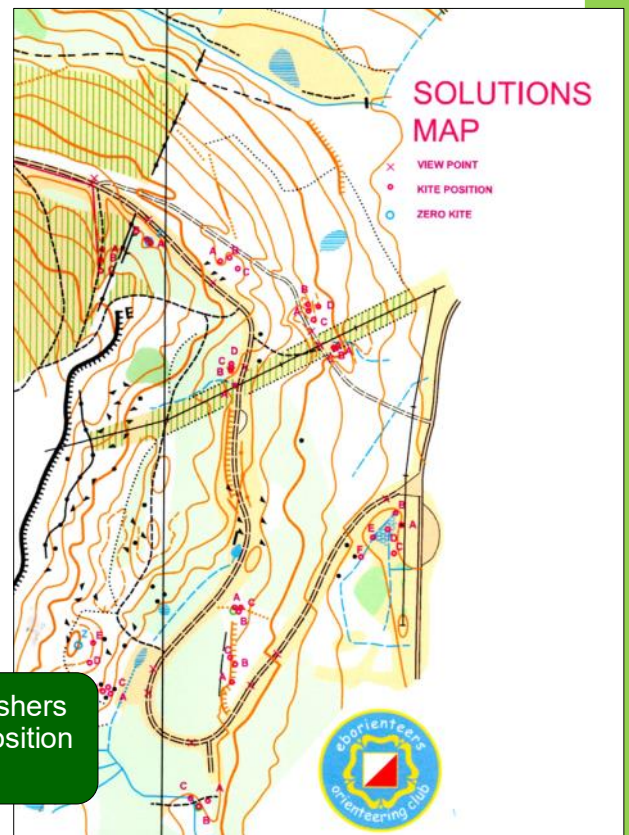 SOLUTIONS
MAP
VIEW POINT
KITE POSITION
ZERO KITE
E
A
A
B
C
B
D
A
C
D
C
B
B
B
A
E
D
C
F
A
C
B
Z
E
D
C
A
C
B
A
A
C
B
shers
osition
eborienteers
orienteering club